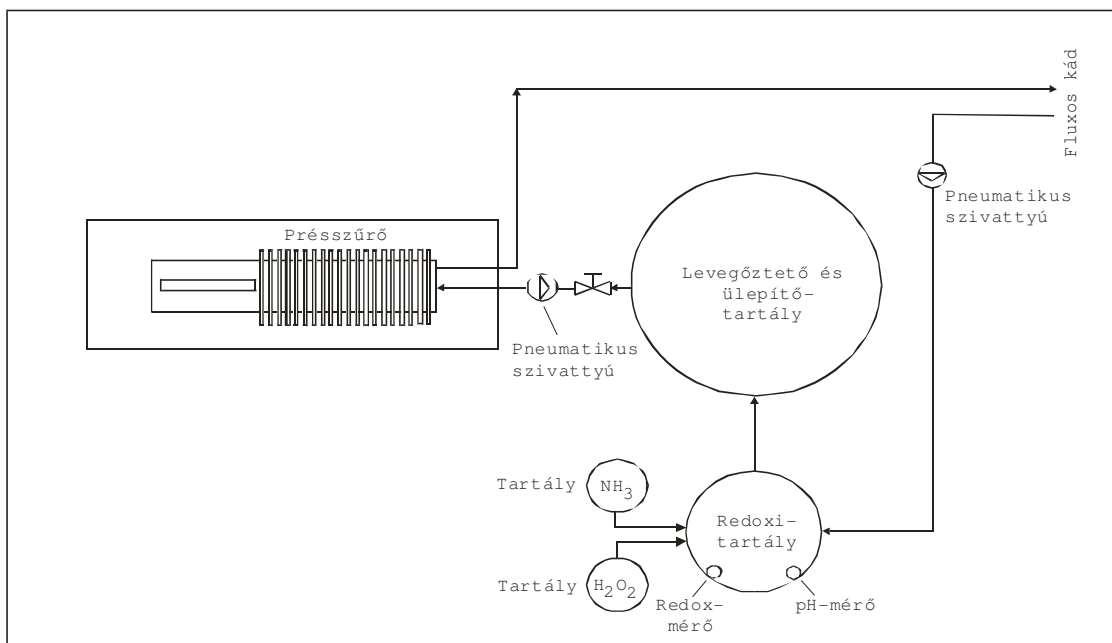 Fluxos kád
Pneumatikus
szivattyú
Présszűrő
Levegőztető és
ülepítő-
tartály
Pneumatikus
szivattyú
Tartály
NH3
Redoxi-
tartály
Tartály
H2O2
Redox-
mérő
pH-mérő